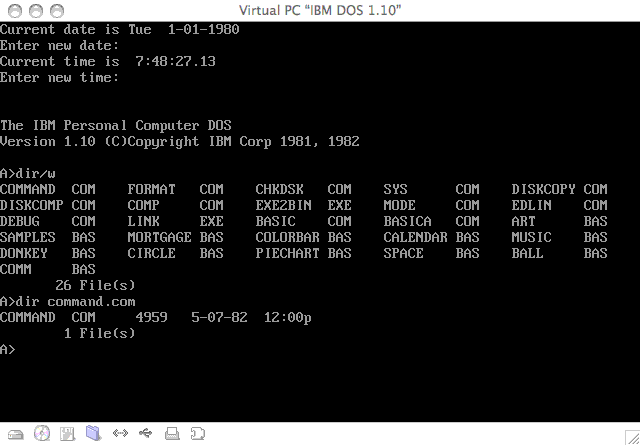 Virtual PC “IBM DOS 1.10”
Current date is Tue  1-01-1980
Enter new date:
Current time is  7:48:27.13
Enter new time:
The IBM Personal Computer DOS
Version 1.10 (C)Copyright IBM Corp 1981, 1982
A>dir/w
COMMAND  COM    FORMAT   COM    CHKDSK   COM    SYS      COM    DISKCOPY COM
DISKCOMP COM    COMP     COM    EXE2BIN  EXE    MODE     COM    EDLIN    COM
DEBUG    COM    LINK     EXE    BASIC    COM    BASICA   COM    ART      BAS
SAMPLES  BAS    MORTGAGE BAS    COLORBAR BAS    CALENDAR BAS    MUSIC    BAS
DONKEY   BAS    CIRCLE   BAS    PIECHART BAS    SPACE    BAS    BALL     BAS
COMM     BAS
       26 File(s)
A>dir command.com
COMMAND  COM     4959   5-07-82  12:00p
        1 File(s)
A>